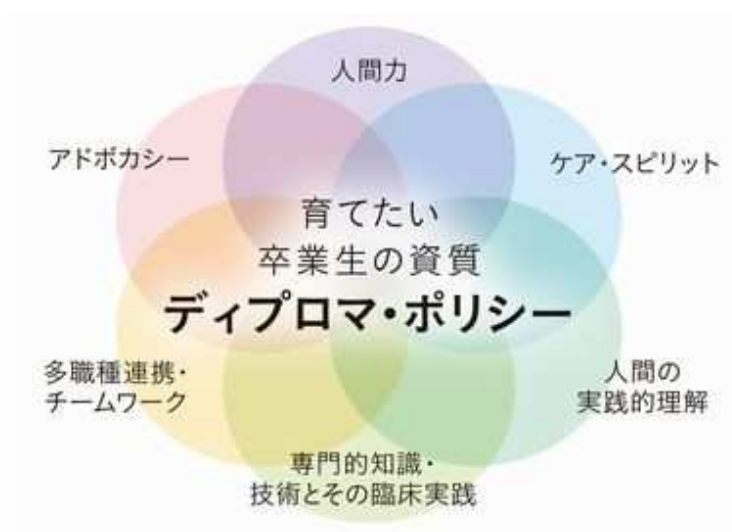 人間力
アドボカシー
ケア・スピリット
育てたい
卒業生の資質
ディプロマ・ポリシー
多職種連携・
チームワーク
人間の
実践的理解
専門的知識・
技術とその臨床実践